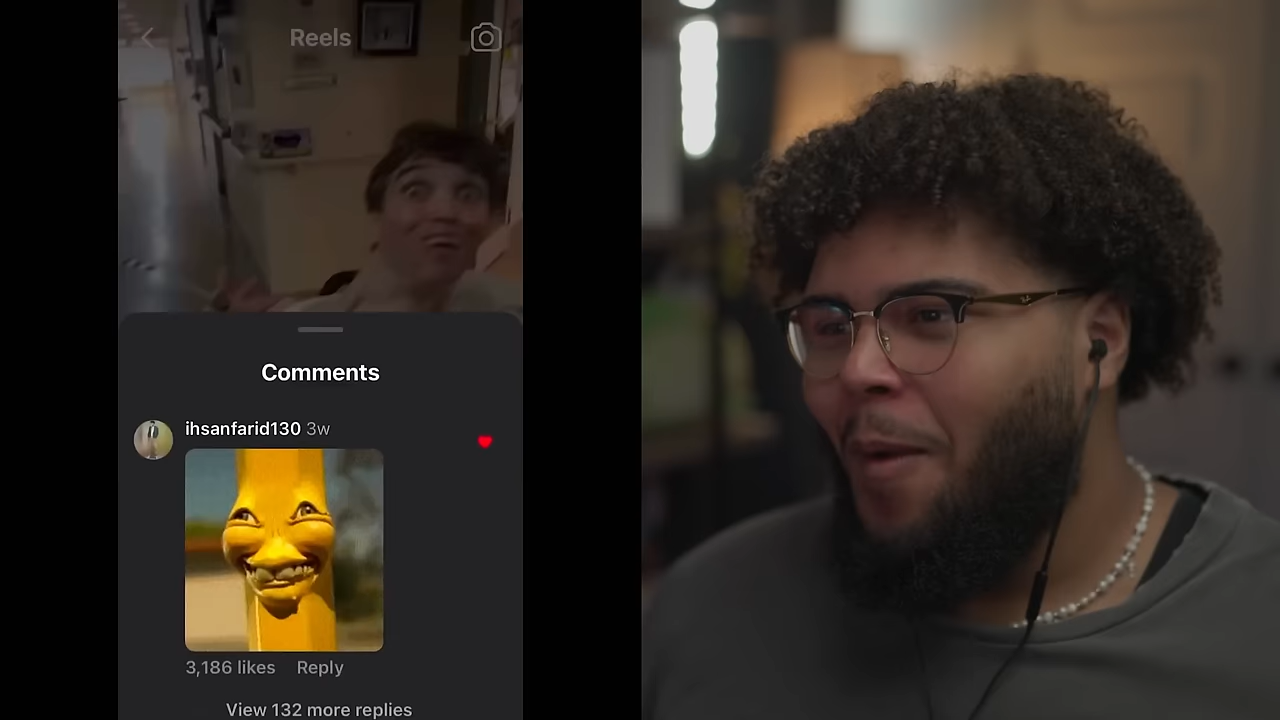 Reels
Comments
ihsanfarid130 3w
3,186 likes Reply
View 132 more replies